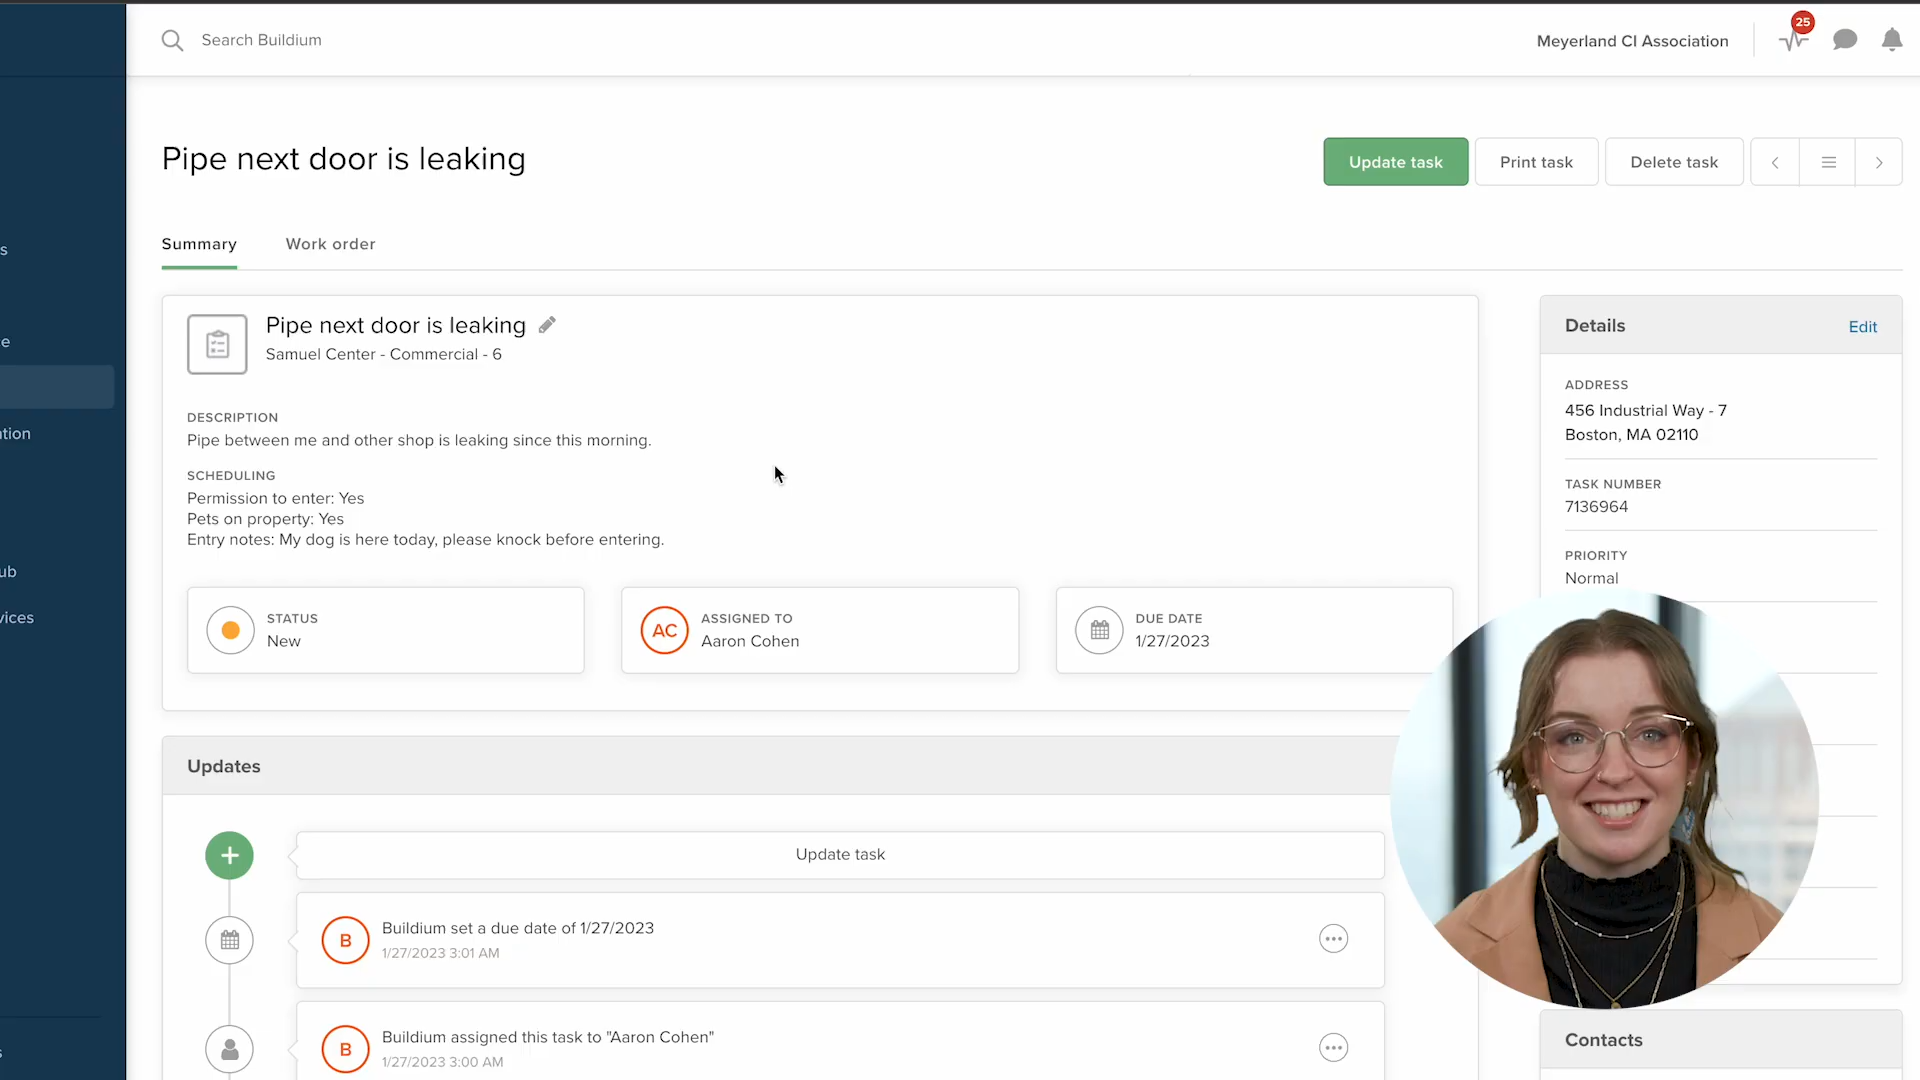 Search Buildium
Meyerland CI Association
25
Pipe next door is leaking
Update task
Print task
Delete task
Summary
Work order
Pipe next door is leaking
Samuel Center - Commercial - 6
DESCRIPTION
Pipe between me and other shop is leaking since this morning.
SCHEDULING
Permission to enter: Yes
Pets on property: Yes
Entry notes: My dog is here today, please knock before entering.
STATUS
New
AC
ASSIGNED TO
Aaron Cohen
DUE DATE
1/27/2023
Details
Edit
ADDRESS
456 Industrial Way - 7
Boston, MA 02110
TASK NUMBER
7136964
PRIORITY
Normal
Updates
Update task
B
Buildium set a due date of 1/27/2023
1/27/2023 3:01 AM
B
Buildium assigned this task to "Aaron Cohen"
1/27/2023 3:00 AM
Contacts